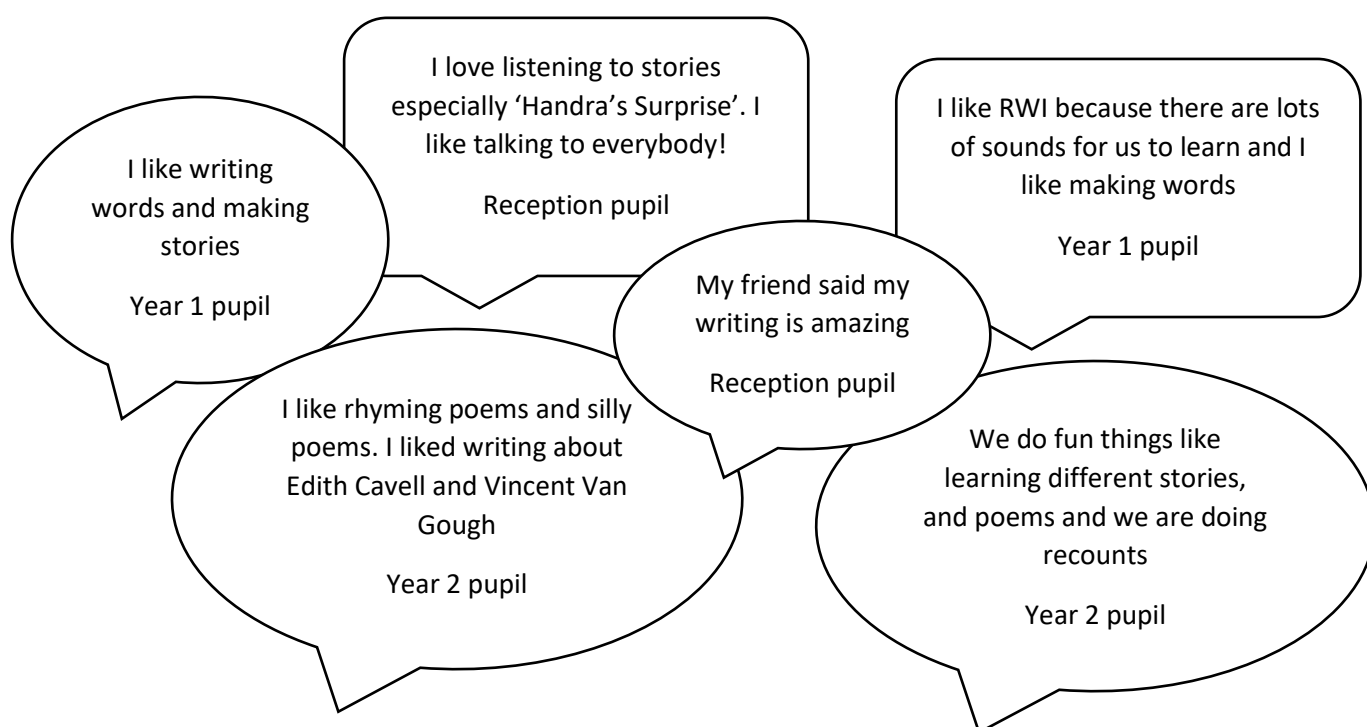 I love listening to stories
especially ‘Handra’s Surprise’. I
like talking to everybody!
Reception pupil
I like RWI because there are lots
of sounds for us to learn and I
like making words
Year 1 pupil
I like writing
words and making
stories
Year 1 pupil
My friend said my
writing is amazing
Reception pupil
I like rhyming poems and silly
poems. I liked writing about
Edith Cavell and Vincent Van
Gough
Year 2 pupil
We do fun things like
learning different stories,
and poems and we are doing
recounts
Year 2 pupil